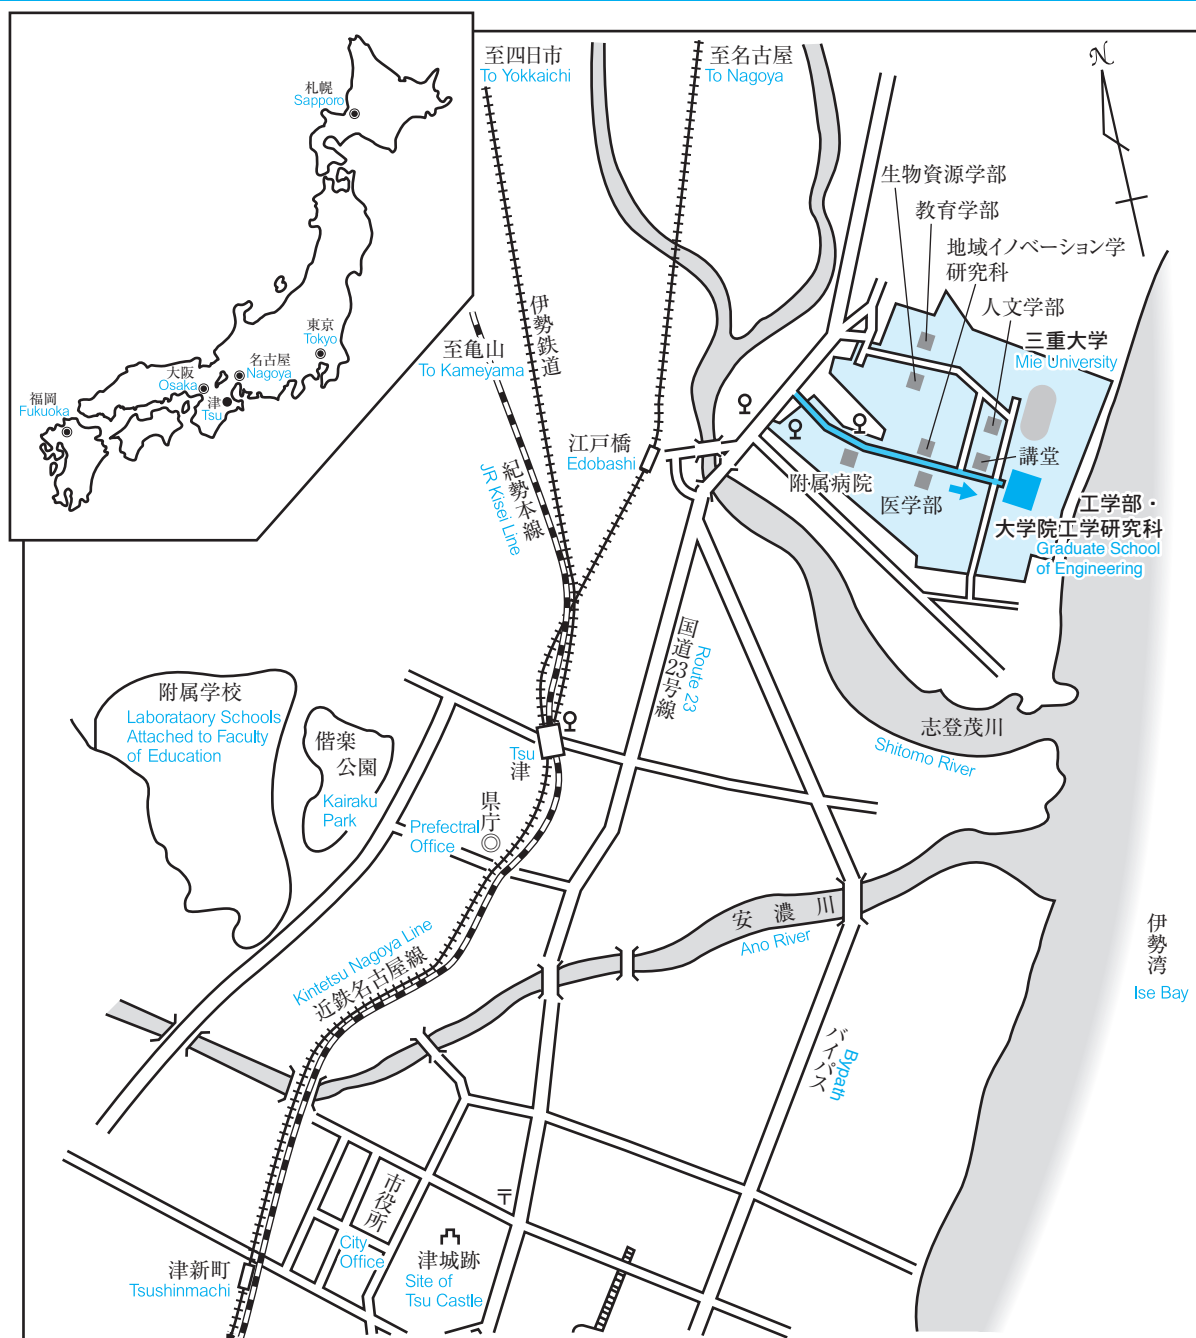 札幌
Sapporo
東京
Tokyo
名古屋
Nagoya
大阪
Osaka
津
Tsu
福岡
Fukuoka
至四日市
To Yokkaichi
至名古屋
To Nagoya
N
生物資源学部
教育学部
地域イノベーション学
研究科
人文学部
三重大学
Mie University
伊勢鉄道
至亀山
To Kameyama
江戸橋
Edobashi
紀勢本線
JR Kisei Line
附属病院
医学部
講堂
工学部・
大学院工学研究科
Graduate School
of Engineering
国道23号線
Route 23
附属学校
Laborataory Schools
Attached to Faculty
of Education
偕楽
公園
Kairaku
Park
Tsu
津
県庁
Prefectral
Office
志登茂川
Shitomo River
安濃川
Ano River
伊勢湾
Ise Bay
Kintetsu Nagoya Line
近鉄名古屋線
バイパス
Bypath
市役所
City
Office
〒
津城跡
Site of
Tsu Castle
津新町
Tsushinmachi